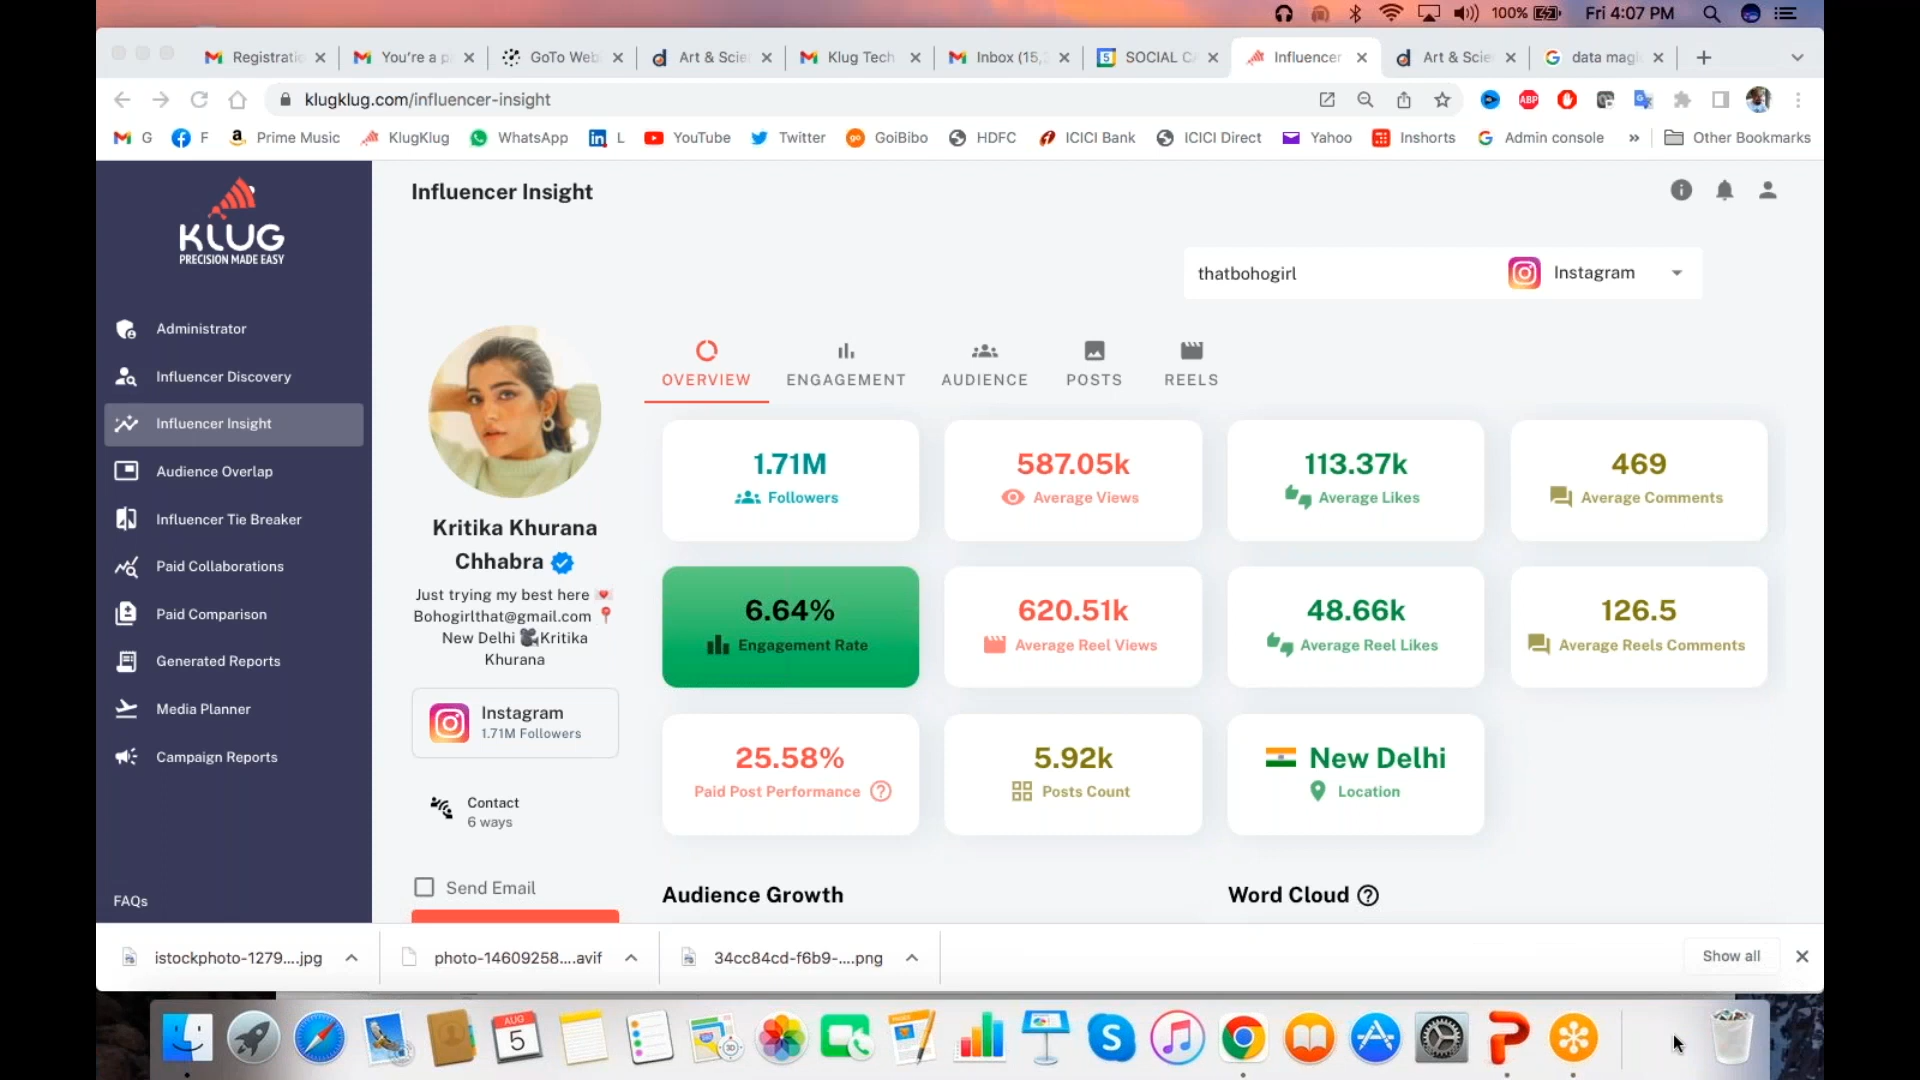 100%
Fri 4:07 PM
Registratio
You're a p
GoTo Web
Art & Scie
Klug Tech
Inbox (15,
SOCIAL CA
Influencer
Art & Scie
data magi
klugklug.com/influencer-insight
ABP
G
F
Prime Music
KlugKlug
WhatsApp
L
YouTube
Twitter
GoiBibo
HDFC
ICICI Bank
ICICI Direct
Yahoo
Inshorts
Admin console
»
Other Bookmarks
KLUG
PRECISION MADE EASY
Administrator
Influencer Discovery
Influencer Insight
Audience Overlap
Influencer Tie Breaker
Paid Collaborations
Paid Comparison
Generated Reports
Media Planner
Campaign Reports
FAQs
Influencer Insight
thatbohogirl
Instagram
Kritika Khurana
Chhabra
Just trying my best here 💌
Bohogirlthat@gmail.com 📍
New Delhi 🎥Kritika
Khurana
Instagram
1.71M Followers
Contact
6 ways
Send Email
OVERVIEW
ENGAGEMENT
AUDIENCE
POSTS
REELS
1.71M
Followers
587.05k
Average Views
113.37k
Average Likes
469
Average Comments
6.64%
Engagement Rate
620.51k
Average Reel Views
48.66k
Average Reel Likes
126.5
Average Reels Comments
25.58%
Paid Post Performance
5.92k
Posts Count
New Delhi
Location
Audience Growth
Word Cloud
istockphoto-1279....jpg
photo-14609258....avif
34cc84cd-f6b9-....png
Show all
AUG
5